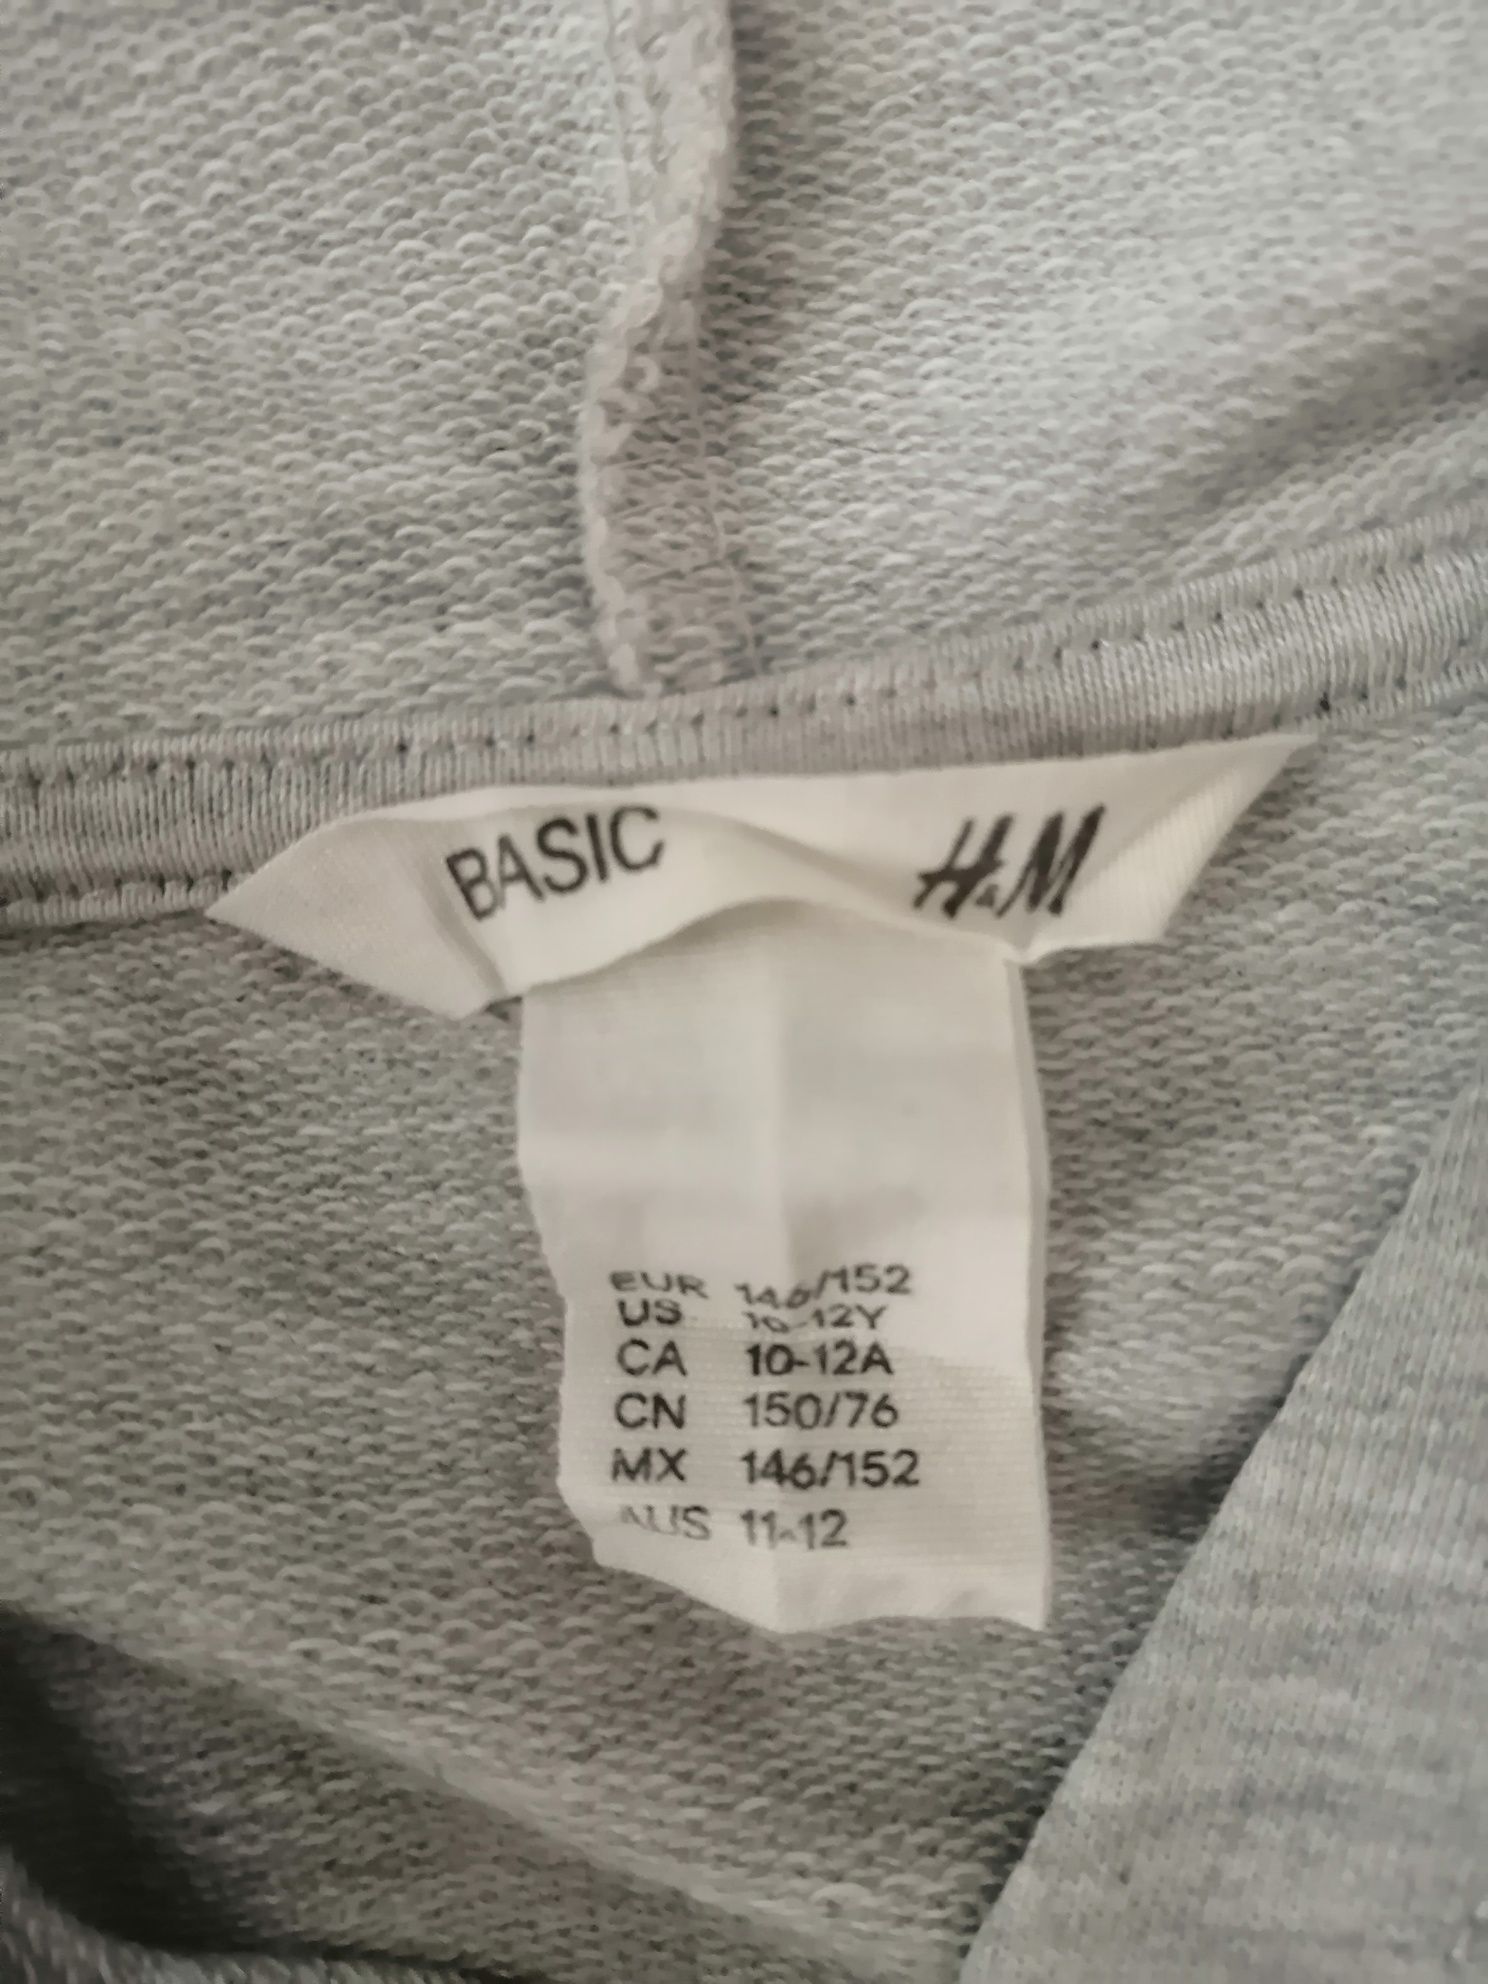 BASIC H&M
EUR 146/152
US 10-12Y
CA 10-12A
CN 150/76
MX 146/152
AUS 11-12